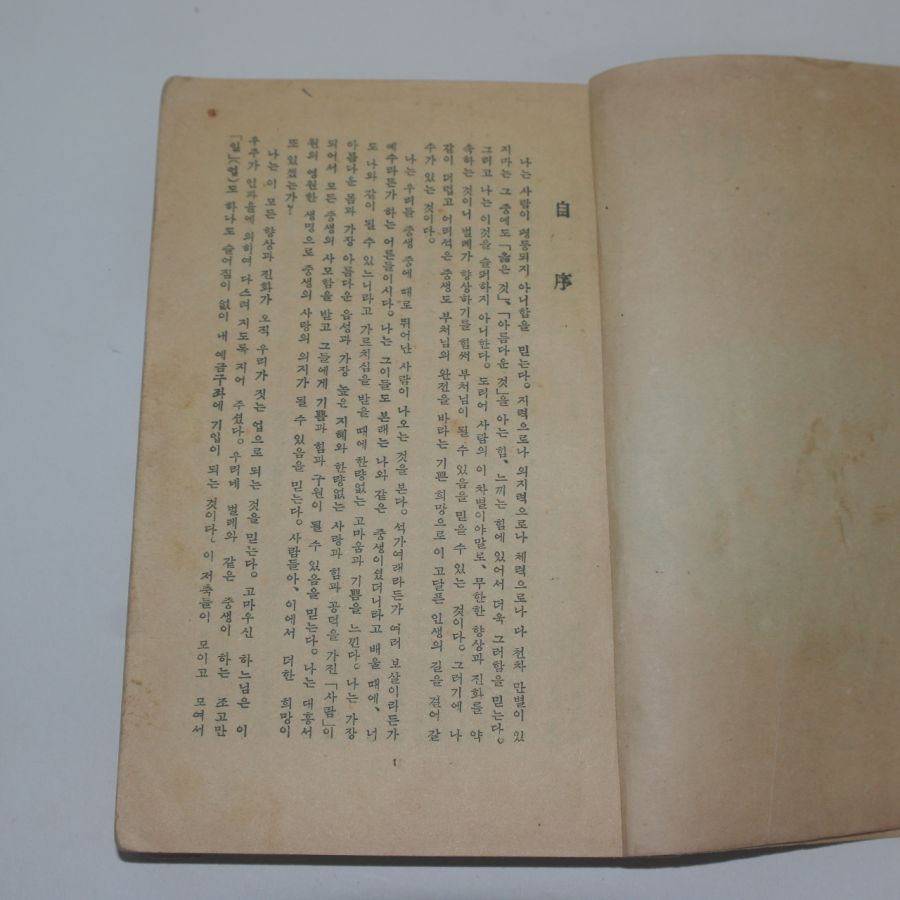 自序
나는 사람이 평등되지 아니함을 믿는다。지력으로나 의지력으로나 체력으로나 다 천차 만별이 있
지마는 그 중에도「옳은 것」、「아름다운 것」을 아는 힘、느끼는 힘에 있어서 더욱 그러함을 믿는다。
그리고 나는 이것을 슬퍼하지 아니한다。도리어 사람의 이 차별이야말로、무한한 향상과 진화를 약
속하는 것이니 벌레가 향상하기를 힘써 부처님이 될 수 있음을 믿을 수 있는 것이다。그러기에 나
같이 더럽고 어리석은 중생도 부처님의 완전을 바라는 기쁜 희망으로 이 고달픈 인생의 길을 걸어 갈
수가 있는 것이다。
나는 우리들 중생 중에 때로 뛰어난 사람이 나오는 것을 본다。석가여래라든가 여러 보살이라든가
예수라든가 하는 어른들이시다。나는 그이들도 본래는 나와 같은 중생이셨더니라고 배울 때에、너
도 나와 같이 될 수 있느니라고 가르치심을 받을 때에 한량없는 고마움과 기쁨을 느낀다。나는 가장
아름다운 몸과 가장 아름다운 음성과 가장 높은 지혜와 한량없는 사랑과 힘과 공덕을 가진「사람」이
되어서 모든 중생의 사모함을 받고 그들에게 기쁨과 힘과 구원이 될 수 있음을 믿는다。나는 대흥서
원의 영원한 생명으로 중생의 사랑의 의지가 될 수 있음을 믿는다。사람들아、이에서 더한 희망이
또 있겠는가?
나는 이 모든 향상과 진화가 오직 우리가 짓는 업으로 되는 것을 믿는다。고마우신 하느님은 이
우주가 인과율에 의하여 다스려 지도록 지어 주셨다。우리네 벌레와 같은 중생이 하는 조고만
「일」(업)도 하나도 슬어짐이 없이 내 예금구좌에 기입이 되는 것이다。이 저축들이 모이고 모여서
1